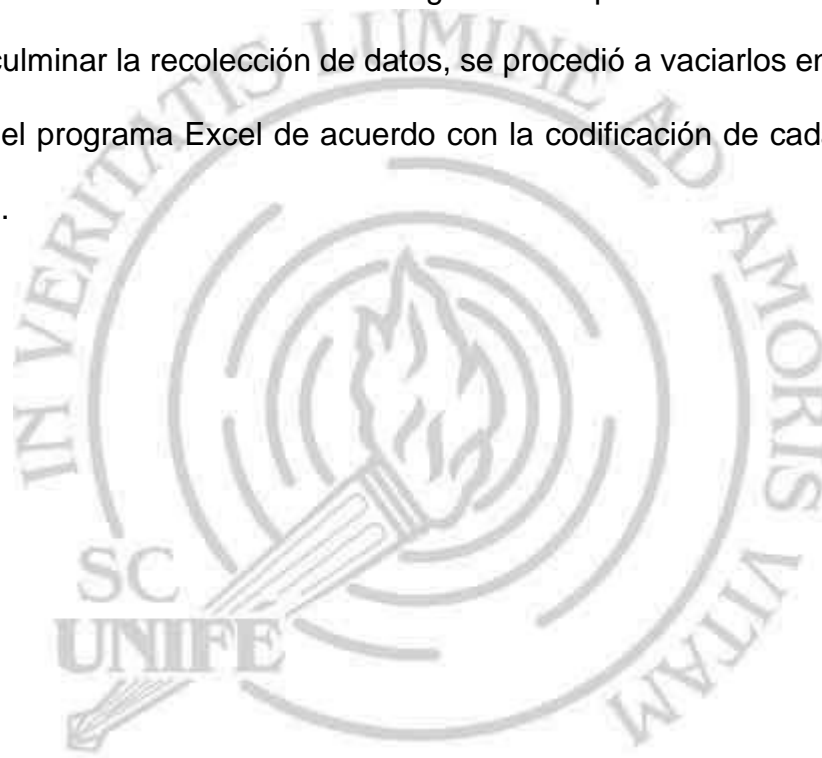 culminar la recolección de datos, se procedió a vaciarlos en
el programa Excel de acuerdo con la codificación de cada
.
IN VERITATIS LUMINE AD AMORIS VITAM
SC
UNIFE